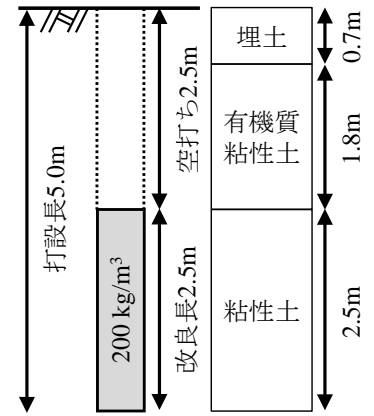 打設長5.0m
空打ち2.5m
改良長2.5m
200 kg/m³
埋土
有機質
粘性土
粘性土
0.7m
1.8m
2.5m